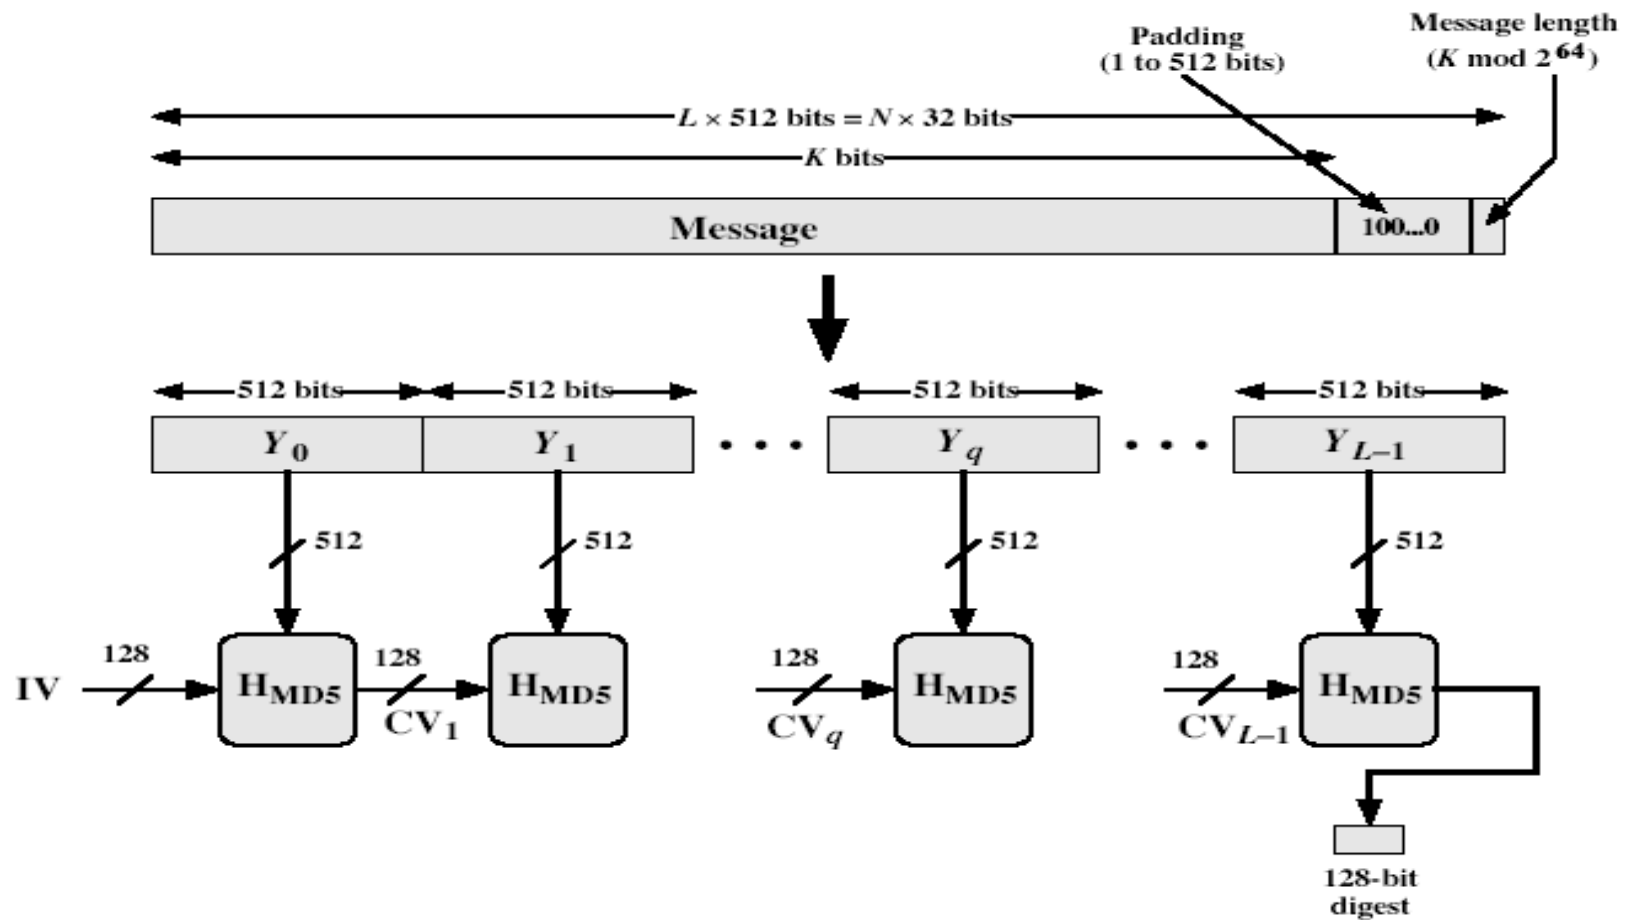 Padding
(1 to 512 bits)
Message length
(K mod 2^64)
L × 512 bits = N × 32 bits
K bits
Message
100...0
512 bits
512 bits
512 bits
512 bits
Y0
Y1
• • •
Yq
• • •
YL–1
512
512
512
512
IV
128
HMD5
128
CV1
HMD5
128
CVq
HMD5
128
CVL–1
HMD5
128-bit
digest